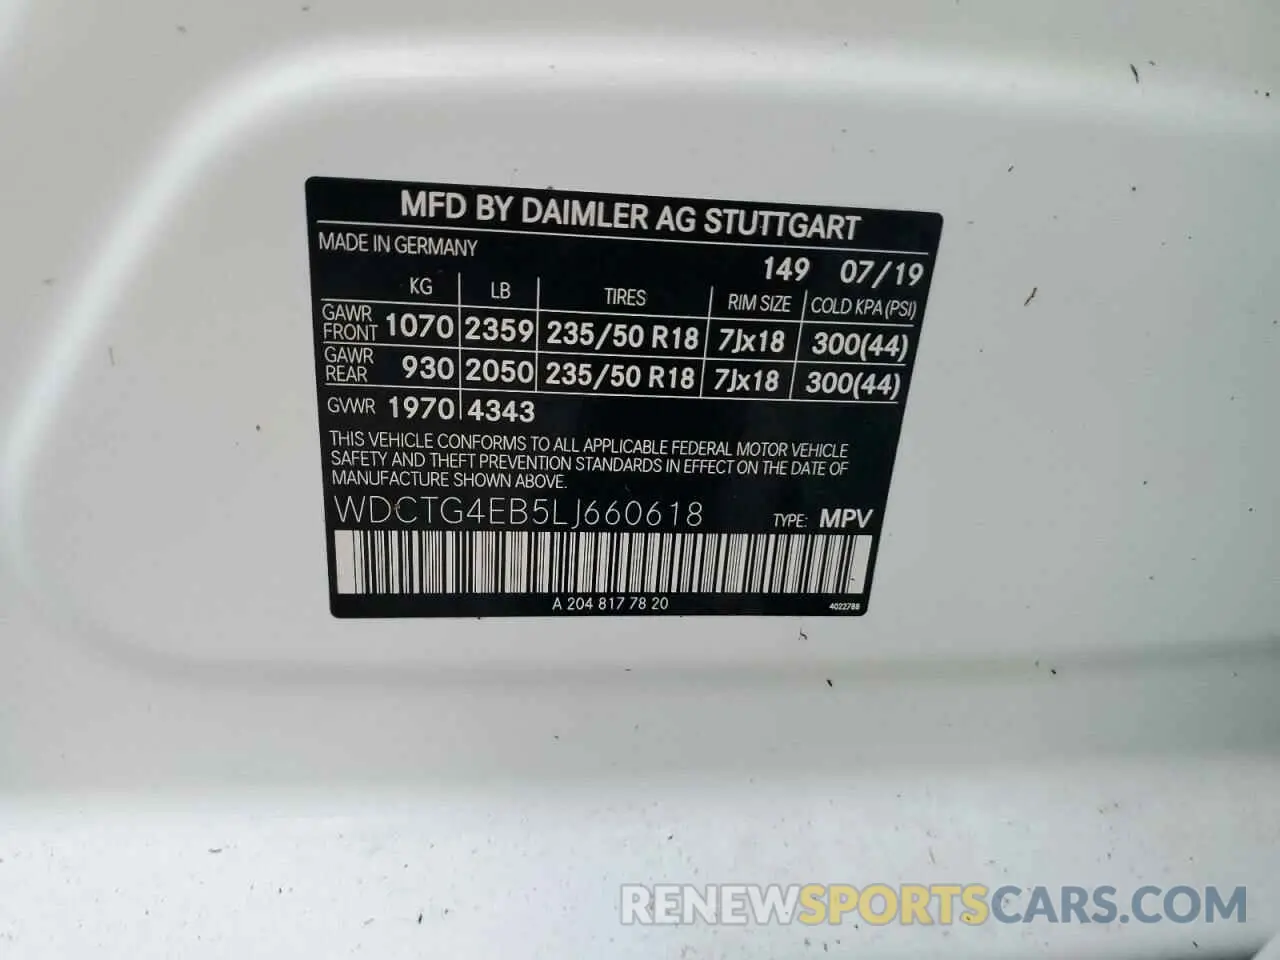 MFD BY DAIMLER AG STUTTGART
MADE IN GERMANY
149 07/19
KG LB TIRES RIM SIZE COLD KPA (PSI)
GAWR FRONT 1070 2359 235/50 R18 7Jx18 300(44)
GAWR REAR 930 2050 235/50 R18 7Jx18 300(44)
GVWR 1970 4343
THIS VEHICLE CONFORMS TO ALL APPLICABLE FEDERAL MOTOR VEHICLE
SAFETY AND THEFT PREVENTION STANDARDS IN EFFECT ON THE DATE OF
MANUFACTURE SHOWN ABOVE.
WDCTG4EB5LJ660618 TYPE: MPV
A 204 817 78 20 4022788
RENEWSPORTSCARS.COM